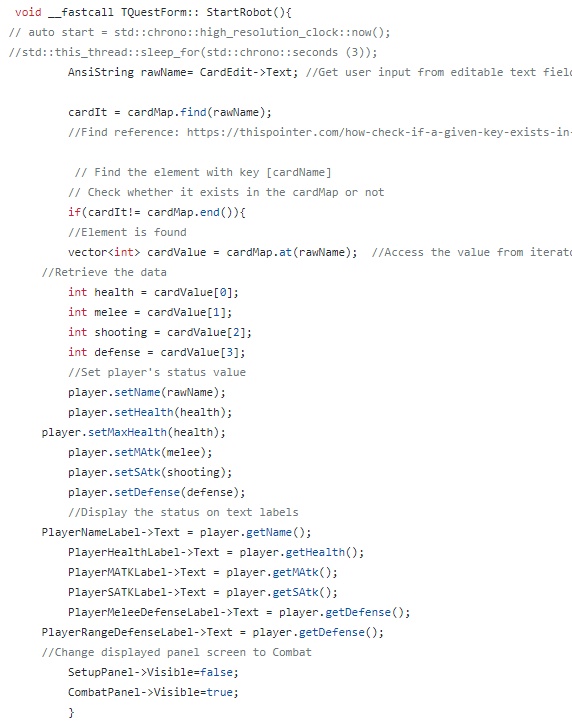 void __fastcall TQuestForm:: StartRobot(){
// auto start = std::chrono::high_resolution_clock::now();
//std::this_thread::sleep_for(std::chrono::seconds (3));
AnsiString rawName= CardEdit->Text; //Get user input from editable text field
cardIt = cardMap.find(rawName);
//Find reference: https://thispointer.com/how-check-if-a-given-key-exists-in-
// Find the element with key [cardName]
// Check whether it exists in the cardMap or not
if(cardIt!= cardMap.end()){
//Element is found
vector<int> cardValue = cardMap.at(rawName);  //Access the value from iterato
//Retrieve the data
int health = cardValue[0];
int melee = cardValue[1];
int shooting = cardValue[2];
int defense = cardValue[3];
//Set player's status value
player.setName(rawName);
player.setHealth(health);
player.setMaxHealth(health);
player.setMAtk(melee);
player.setSAtk(shooting);
player.setDefense(defense);
//Display the status on text labels
PlayerNameLabel->Text = player.getName();
PlayerHealthLabel->Text = player.getHealth();
PlayerMATKLabel->Text = player.getMAtk();
PlayerSATKLabel->Text = player.getSAtk();
PlayerMeleeDefenseLabel->Text = player.getDefense();
PlayerRangeDefenseLabel->Text = player.getDefense();
//Change displayed panel screen to Combat
SetupPanel->Visible=false;
CombatPanel->Visible=true;
}